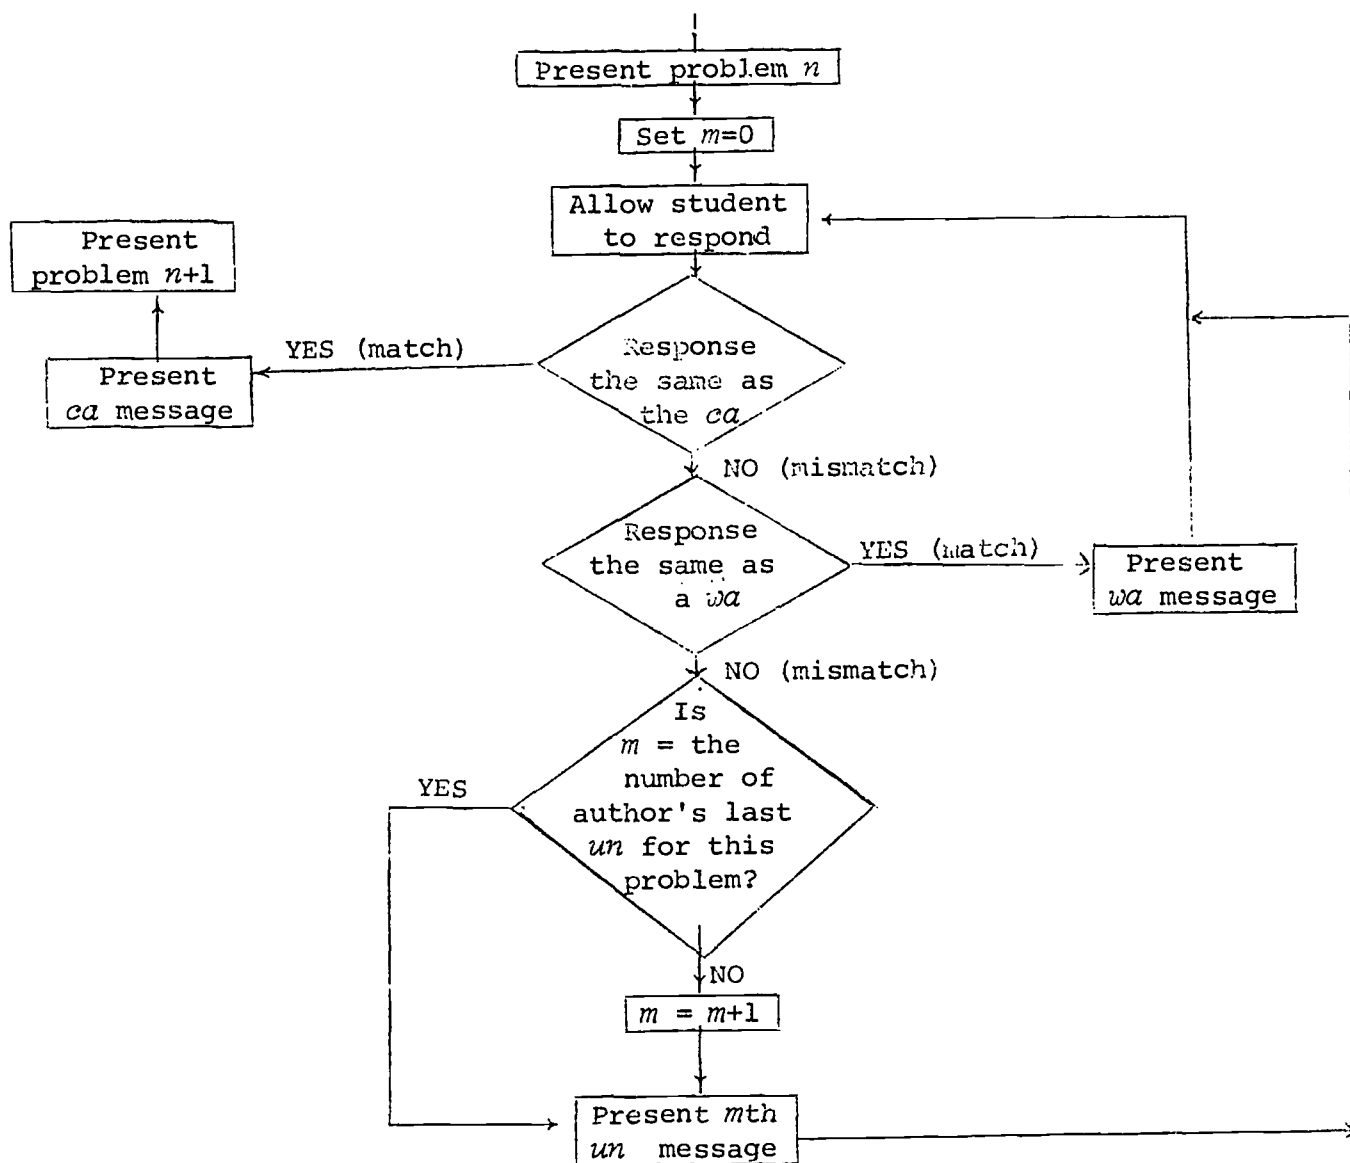 Present problem n
Set m=0
Allow student
to respond
Present
problem n+1
YES (match)
Present
ca message
Response
the same as
the ca
NO (mismatch)
Response
the same as
a wa
YES (match)
Present
wa message
NO (mismatch)
Is
m = the
number of
author's last
un for this
problem?
YES
NO
m = m+1
Present mth
un message